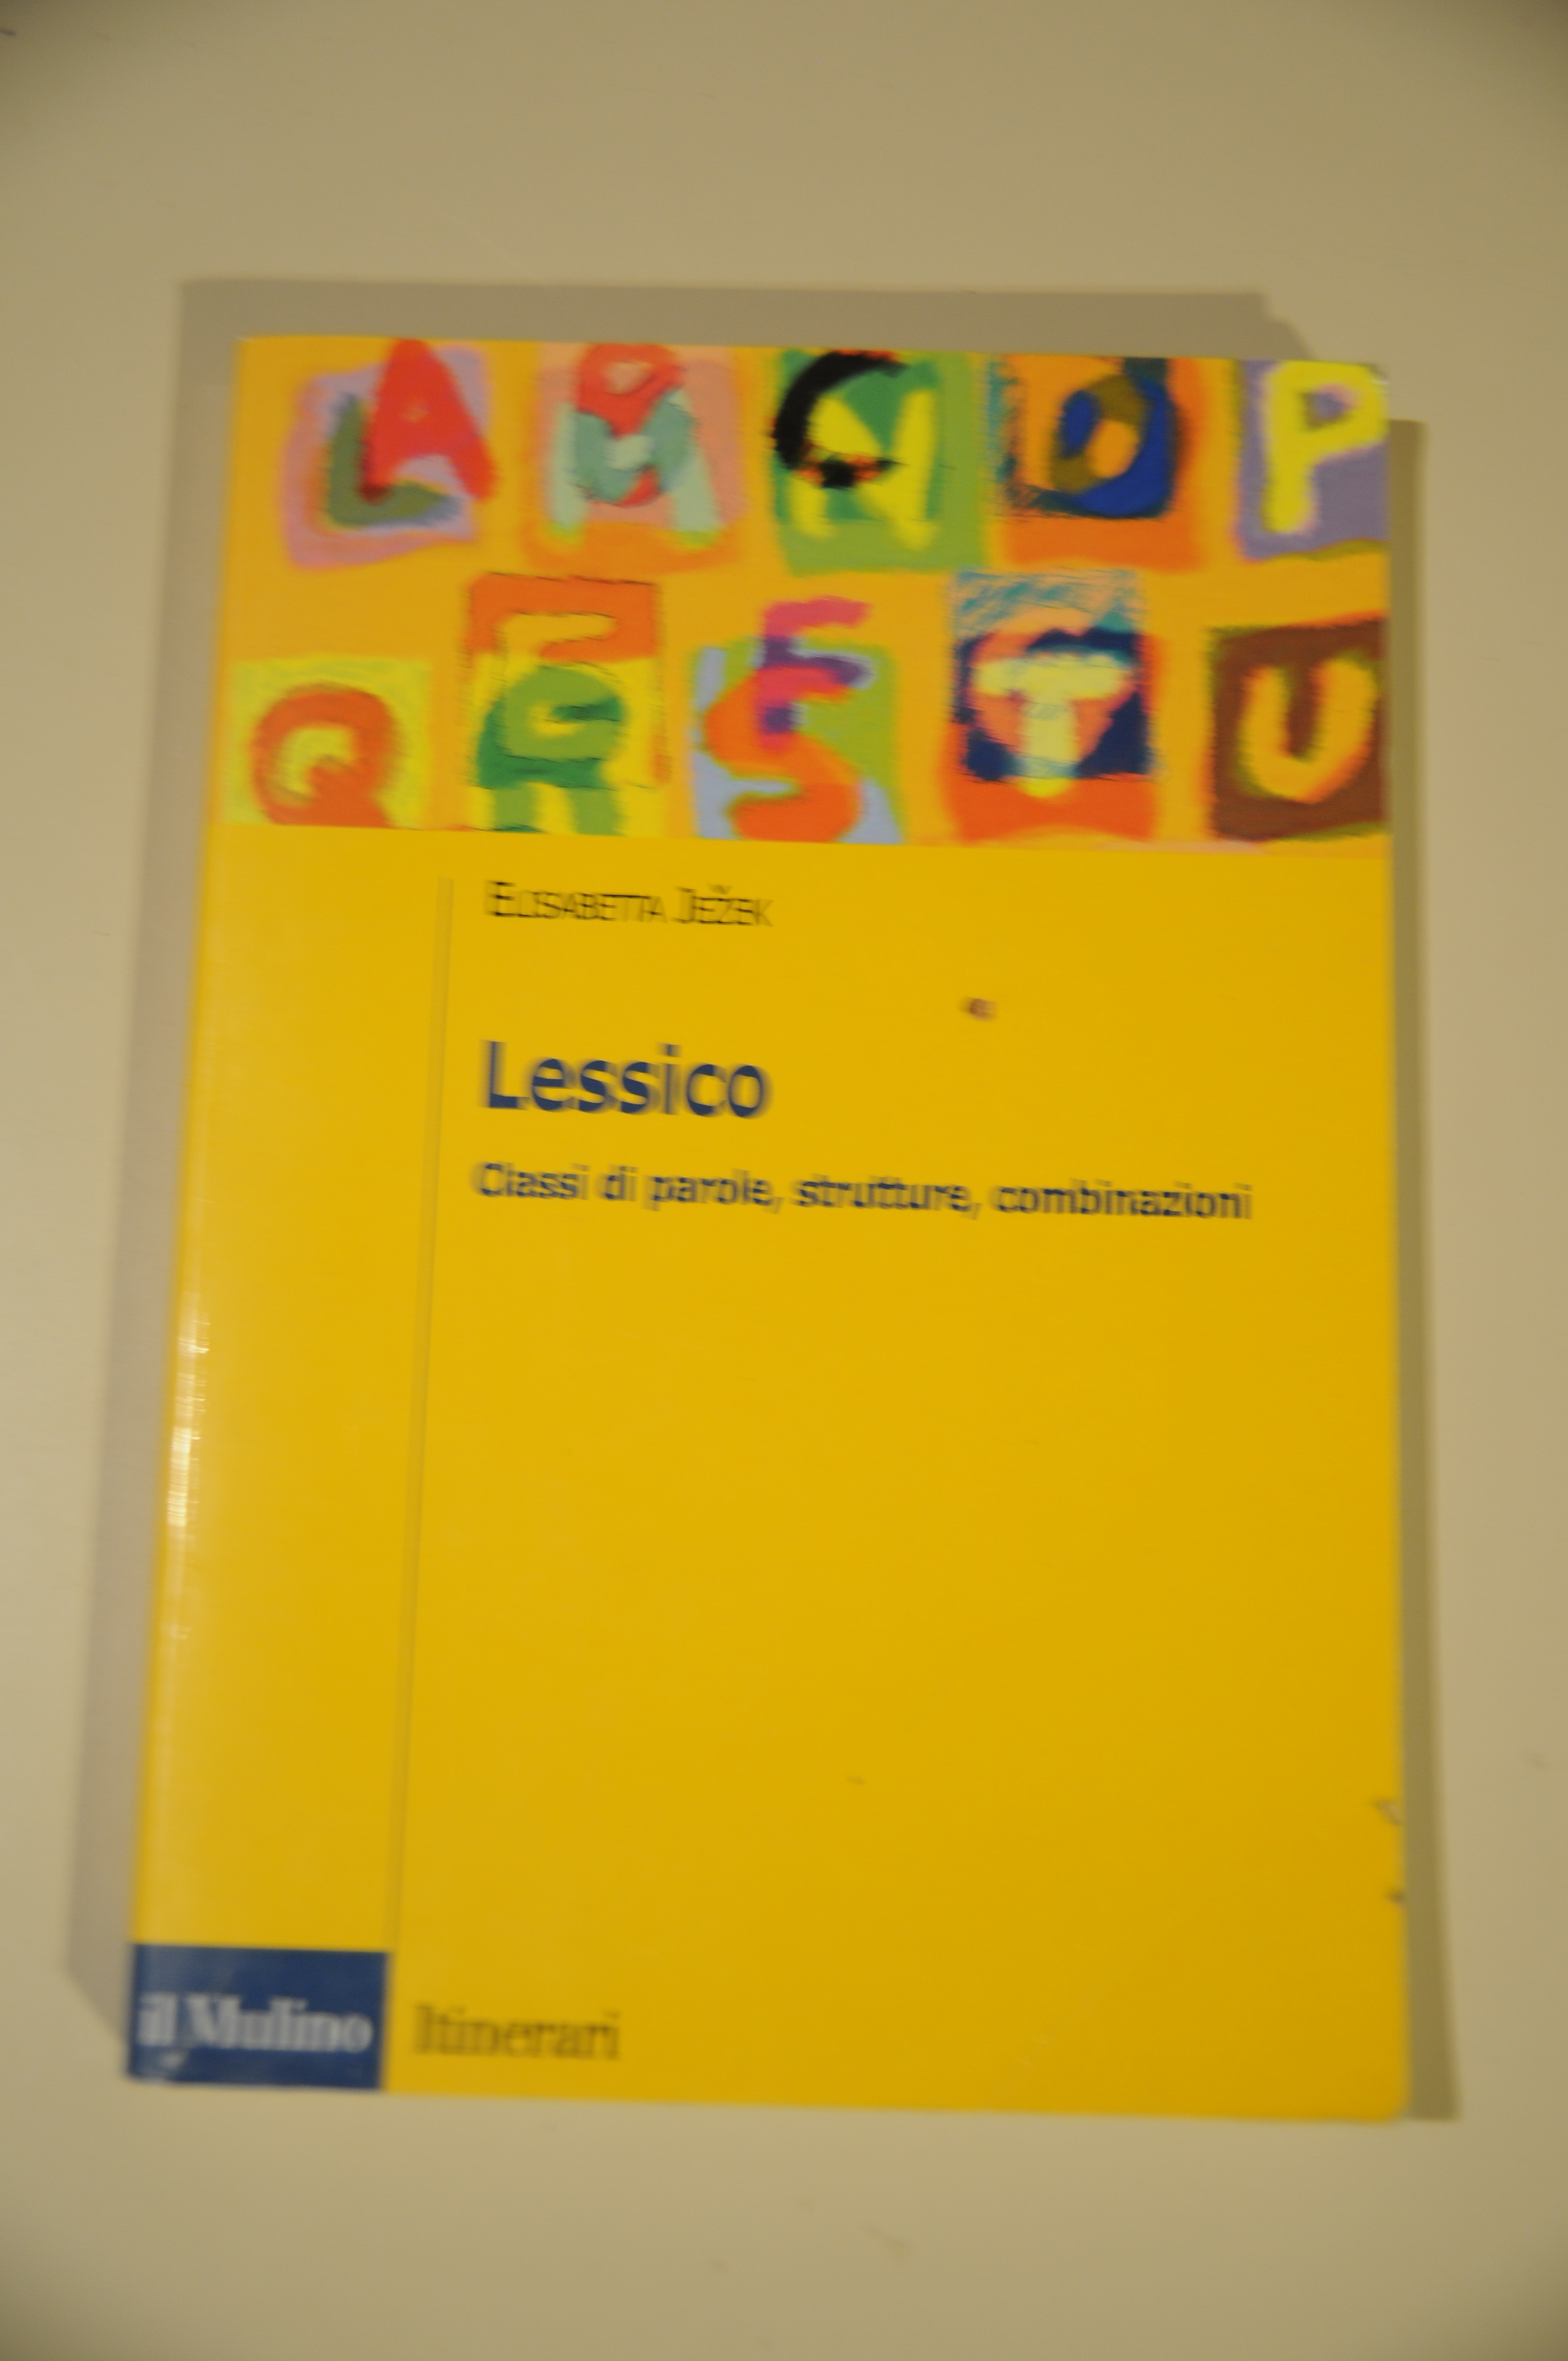 A B C D P
L M N O
Q R S T U
E F G
ELISABETTA JEŽEK
Lessico
Classi di parole, strutture, combinazioni
il Mulino
Itinerari